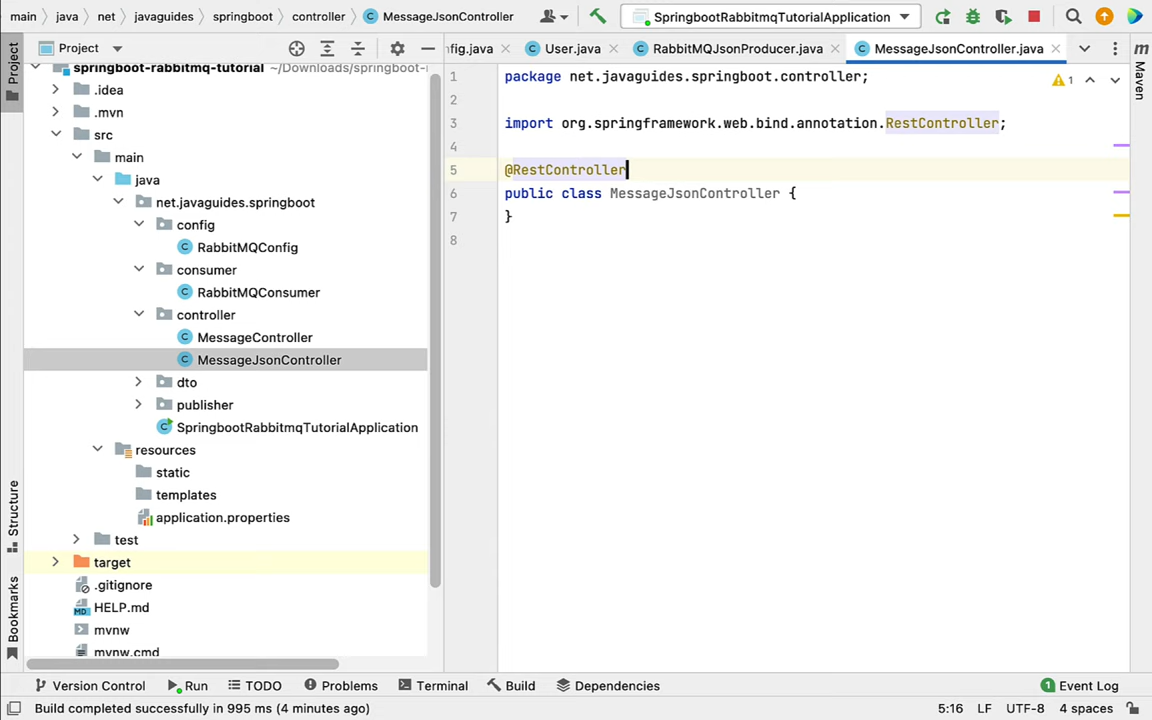 main
java
net
javaguides
springboot
controller
MessageJsonController
SpringbootRabbitmqTutorialApplication
Project
fig.java
User.java
RabbitMQJsonProducer.java
MessageJsonController.java
Project
Structure
Bookmarks
m
Maven
springboot-rabbitmq-tutorial ~/Downloads/springboot-r
.idea
.mvn
src
main
java
net.javaguides.springboot
config
RabbitMQConfig
consumer
RabbitMQConsumer
controller
MessageController
MessageJsonController
dto
publisher
SpringbootRabbitmqTutorialApplication
resources
static
templates
application.properties
test
target
.gitignore
HELP.md
mvnw
mvnw.cmd
1 package net.javaguides.springboot.controller;
2
3 import org.springframework.web.bind.annotation.RestController;
4
5 @RestController
6 public class MessageJsonController {
7 }
8
1
Version Control
Run
TODO
Problems
Terminal
Build
Dependencies
1 Event Log
Build completed successfully in 995 ms (4 minutes ago)
5:16 LF UTF-8 4 spaces